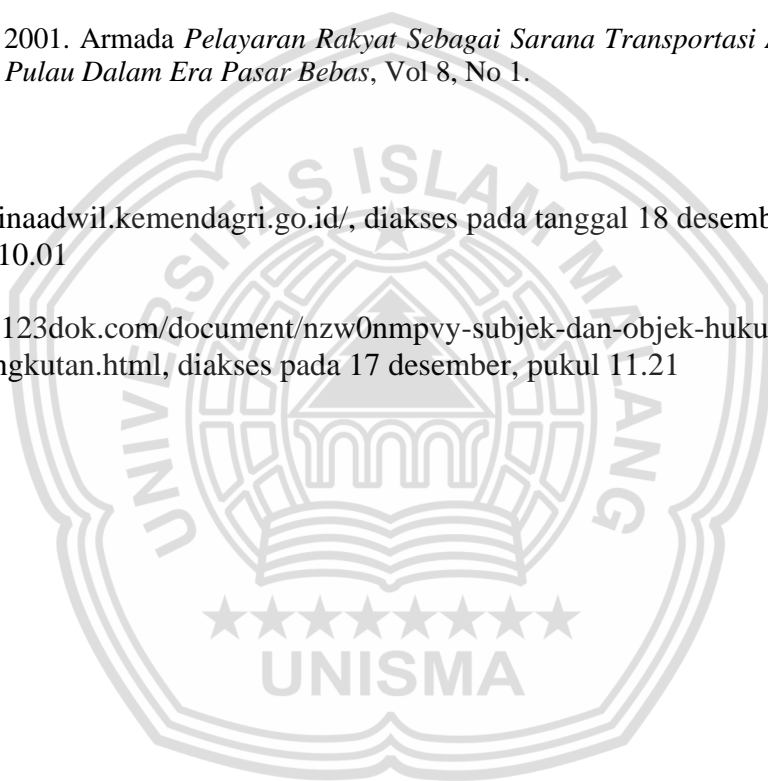 2001. Armada Pelayaran Rakyat Sebagai Sarana Transportasi
Pulau Dalam Era Pasar Bebas, Vol 8, No 1.
inaadwil.kemendagri.go.id/, diakses pada tanggal 18 desemb
10.01
123dok.com/document/nzw0nmpvy-subjek-dan-objek-huku
ngkutan.html, diakses pada 17 desember, pukul 11.21
UNIVERSITAS ISLAM MALANG
UNISMA